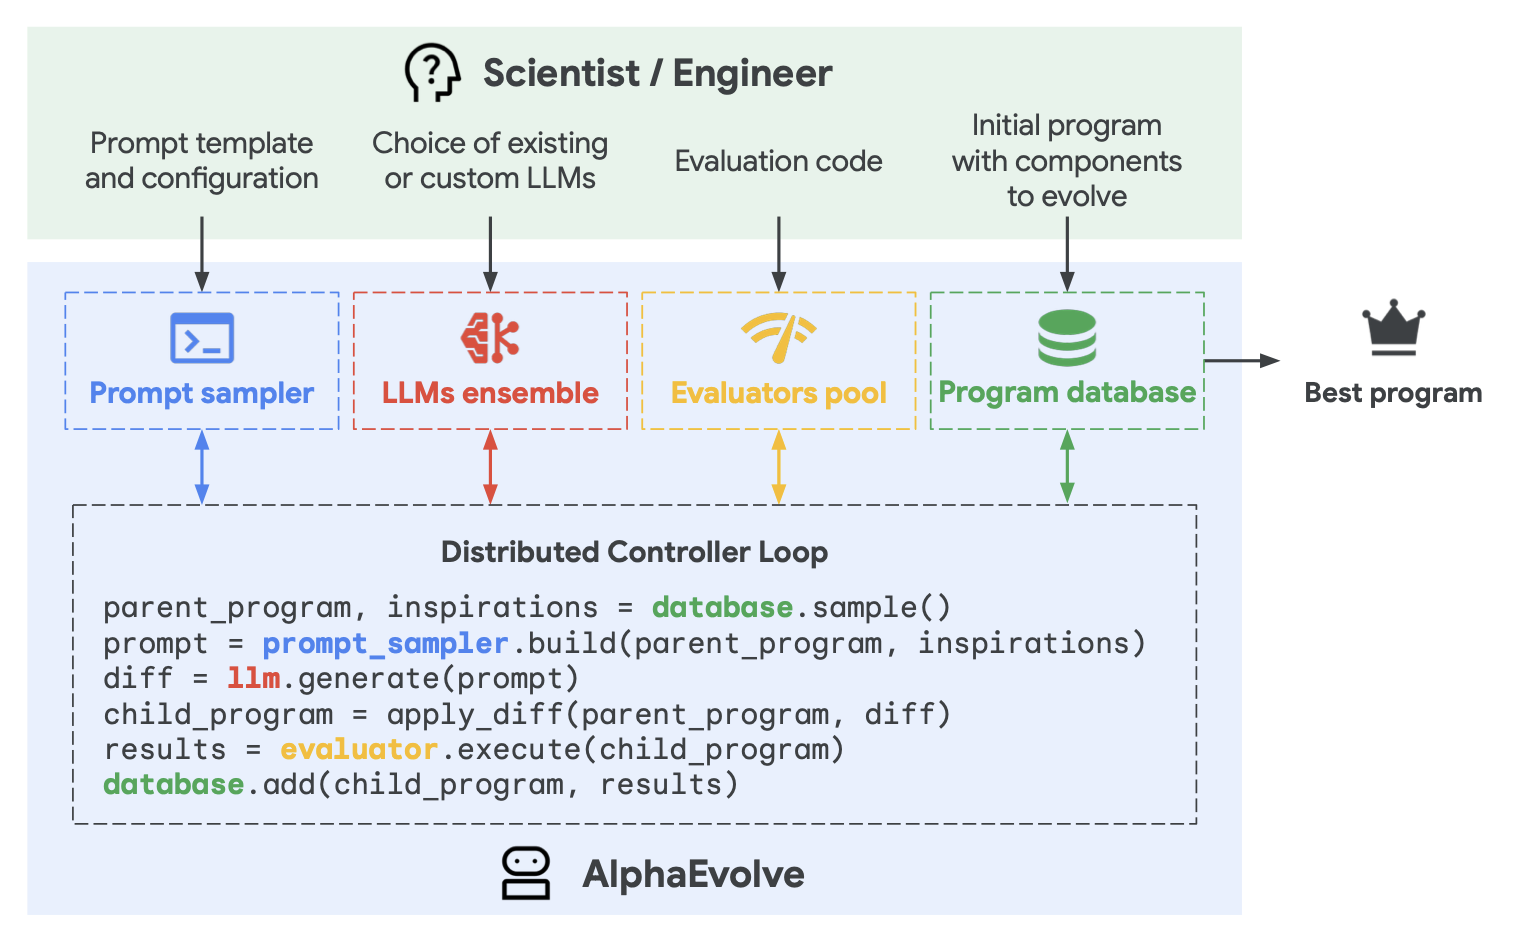 Scientist / Engineer
Prompt template
and configuration
Choice of existing
or custom LLMs
Evaluation code
Initial program
with components
to evolve
Prompt sampler
LLMs ensemble
Evaluators pool
Program database
Best program
Distributed Controller Loop
parent_program, inspirations = database.sample()
prompt = prompt_sampler.build(parent_program, inspirations)
diff = llm.generate(prompt)
child_program = apply_diff(parent_program, diff)
results = evaluator.execute(child_program)
database.add(child_program, results)
AlphaEvolve